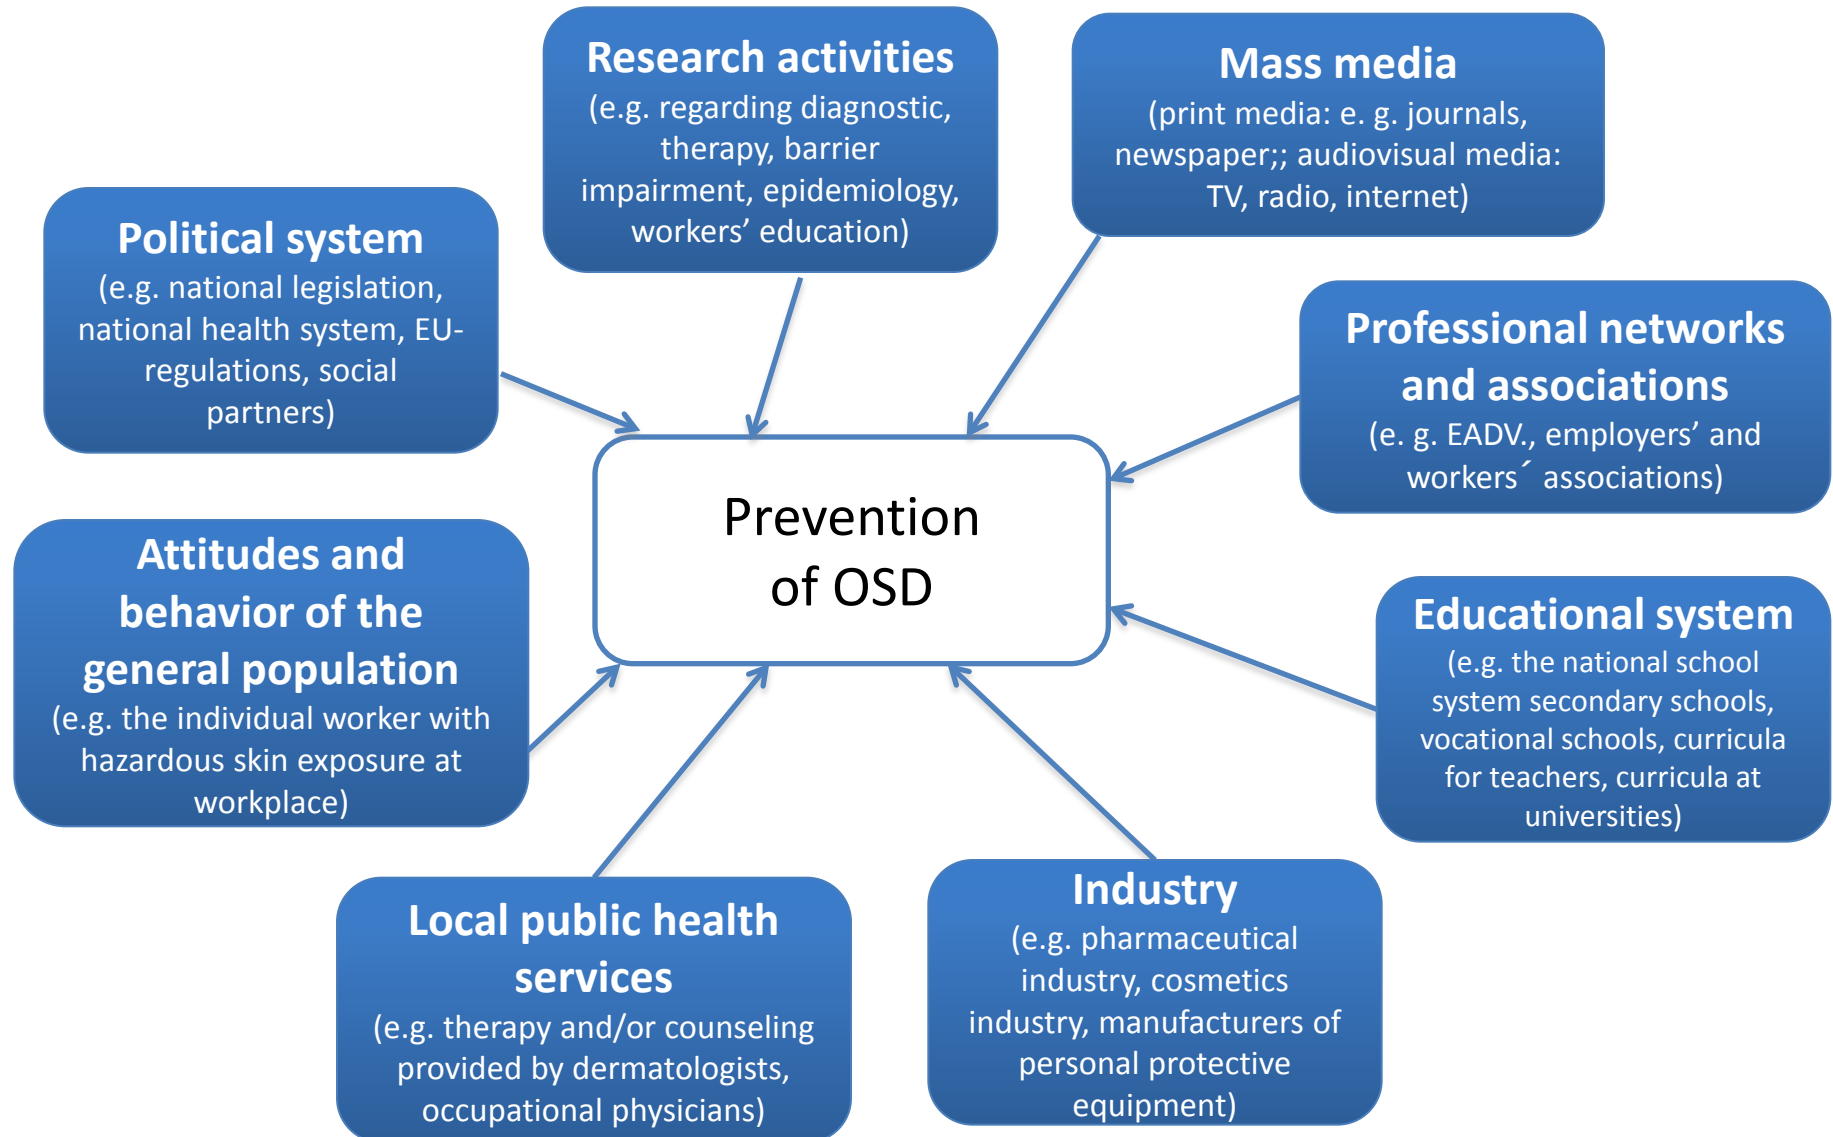 Research activities
(e.g. regarding diagnostic,
therapy, barrier
impairment, epidemiology,
workers’ education)
Mass media
(print media: e. g. journals,
newspaper;; audiovisual media:
TV, radio, internet)
Political system
(e.g. national legislation,
national health system, EU-
regulations, social
partners)
Professional networks
and associations
(e. g. EADV., employers’ and
workers´ associations)
Prevention
of OSD
Attitudes and
behavior of the
general population
(e.g. the individual worker with
hazardous skin exposure at
workplace)
Educational system
(e.g. the national school
system secondary schools,
vocational schools, curricula
for teachers, curricula at
universities)
Local public health
services
(e.g. therapy and/or counseling
provided by dermatologists,
occupational physicians)
Industry
(e.g. pharmaceutical
industry, cosmetics
industry, manufacturers of
personal protective
equipment)